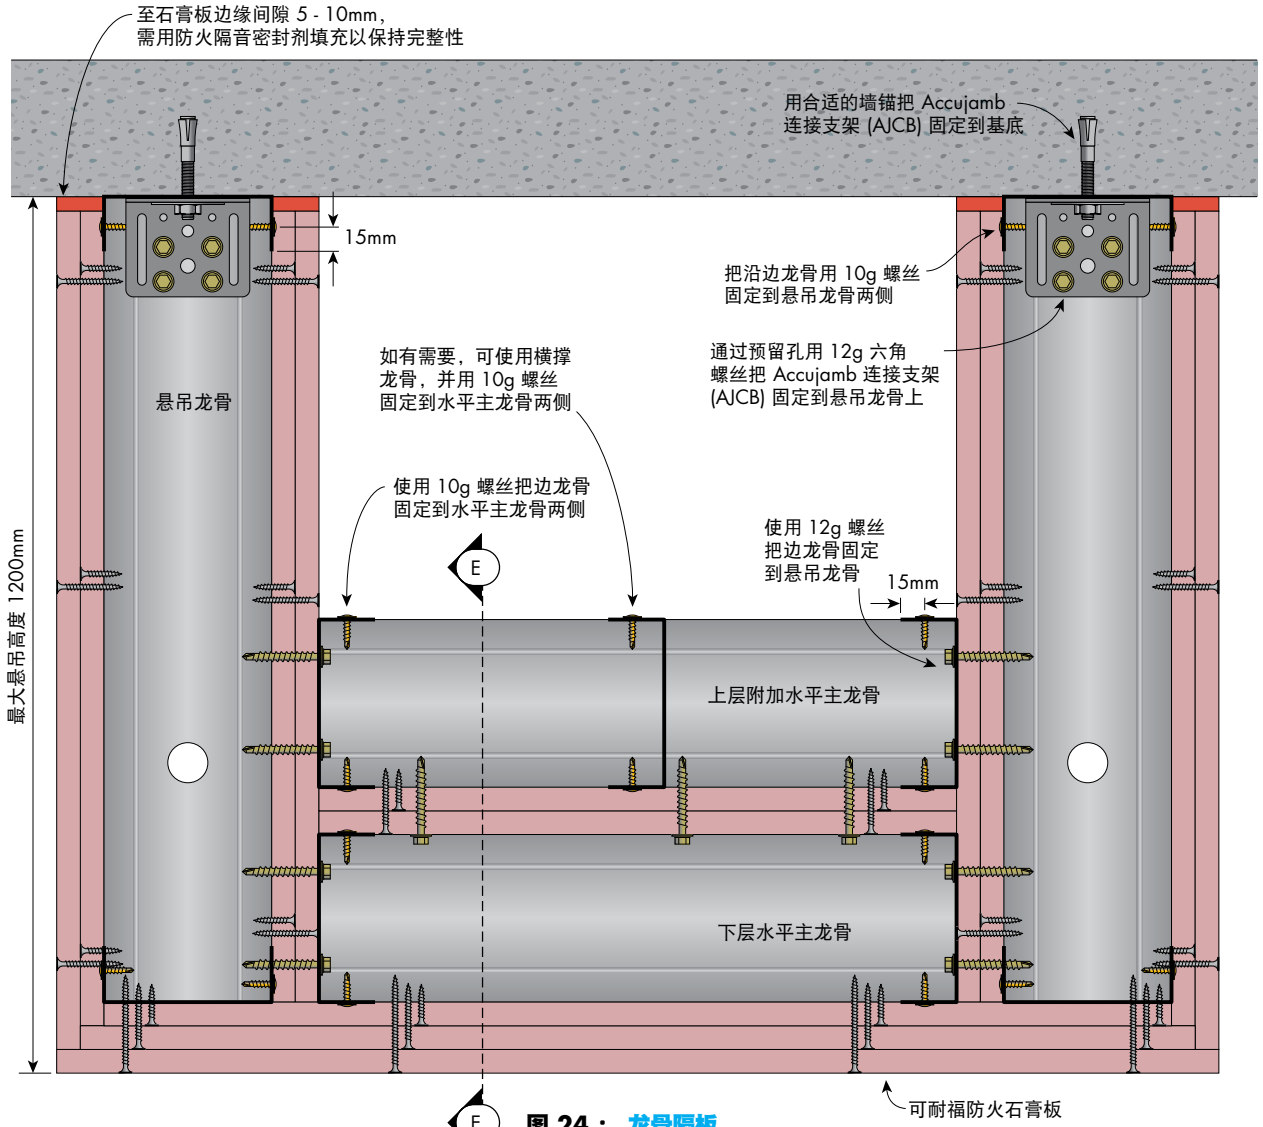 至石膏板边缘间隙 5 - 10mm，
需用防火隔音密封剂填充以保持完整性
用合适的墙锚把 Accujamb
连接支架 (AJCB) 固定到基底
15mm
把沿边龙骨用 10g 螺丝
固定到悬吊龙骨两侧
如有需要，可使用横撑
龙骨，并用 10g 螺丝
固定到水平主龙骨两侧
通过预留孔用 12g 六角
螺丝把 Accujamb 连接支架
(AJCB) 固定到悬吊龙骨上
悬吊龙骨
使用 10g 螺丝把边龙骨
固定到水平主龙骨两侧
使用 12g 螺丝
把边龙骨固定
到悬吊龙骨
15mm
E
最大悬吊高度 1200mm
上层附加水平主龙骨
下层水平主龙骨
可耐福防火石膏板
E
图 24： 龙骨隔板